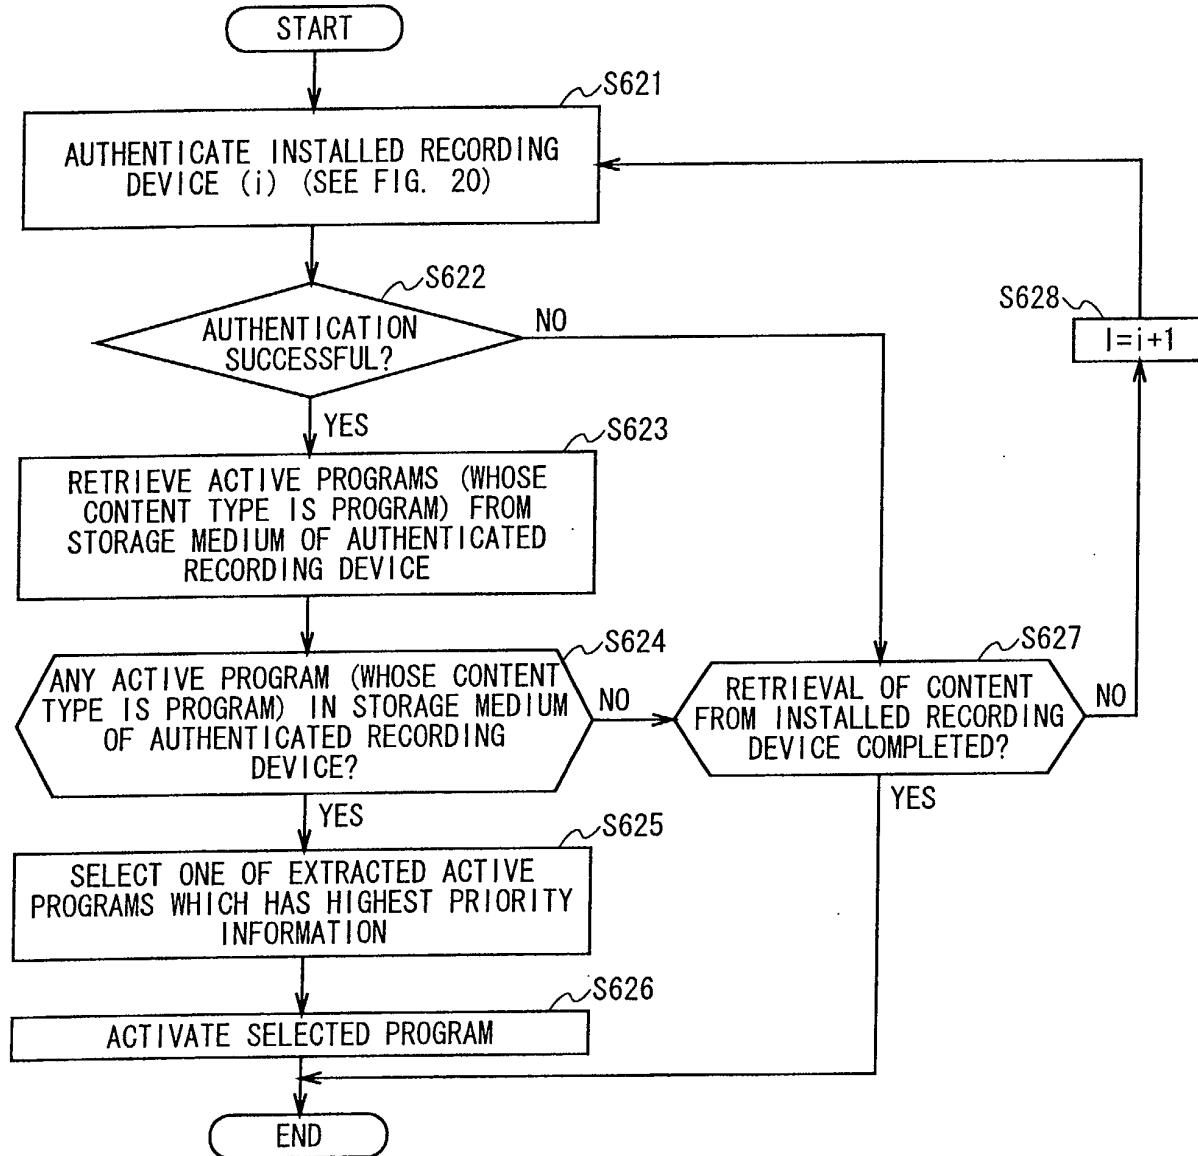 START
S621
AUTHENTICATE INSTALLED RECORDING
DEVICE (i) (SEE FIG. 20)
S622
AUTHENTICATION
SUCCESSFUL?
NO
YES
S628
I=i+1
S623
RETRIEVE ACTIVE PROGRAMS (WHOSE
CONTENT TYPE IS PROGRAM) FROM
STORAGE MEDIUM OF AUTHENTICATED
RECORDING DEVICE
S624
ANY ACTIVE PROGRAM (WHOSE CONTENT
TYPE IS PROGRAM) IN STORAGE MEDIUM
OF AUTHENTICATED RECORDING
DEVICE?
NO
YES
S627
RETRIEVAL OF CONTENT
FROM INSTALLED RECORDING
DEVICE COMPLETED?
NO
YES
S625
SELECT ONE OF EXTRACTED ACTIVE
PROGRAMS WHICH HAS HIGHEST PRIORITY
INFORMATION
S626
ACTIVATE SELECTED PROGRAM
END